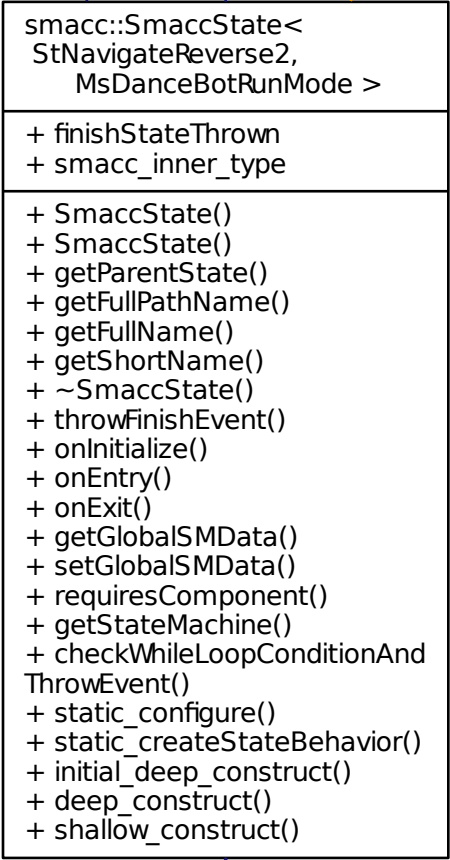 smacc::SmaccState<
StNavigateReverse2,
MsDanceBotRunMode >
+ finishStateThrown
+ smacc_inner_type
+ SmaccState()
+ SmaccState()
+ getParentState()
+ getFullPathName()
+ getFullName()
+ getShortName()
+ ~SmaccState()
+ throwFinishEvent()
+ onInitialize()
+ onEntry()
+ onExit()
+ getGlobalSMData()
+ setGlobalSMData()
+ requiresComponent()
+ getStateMachine()
+ checkWhileLoopConditionAnd
ThrowEvent()
+ static_configure()
+ static_createStateBehavior()
+ initial_deep_construct()
+ deep_construct()
+ shallow_construct()